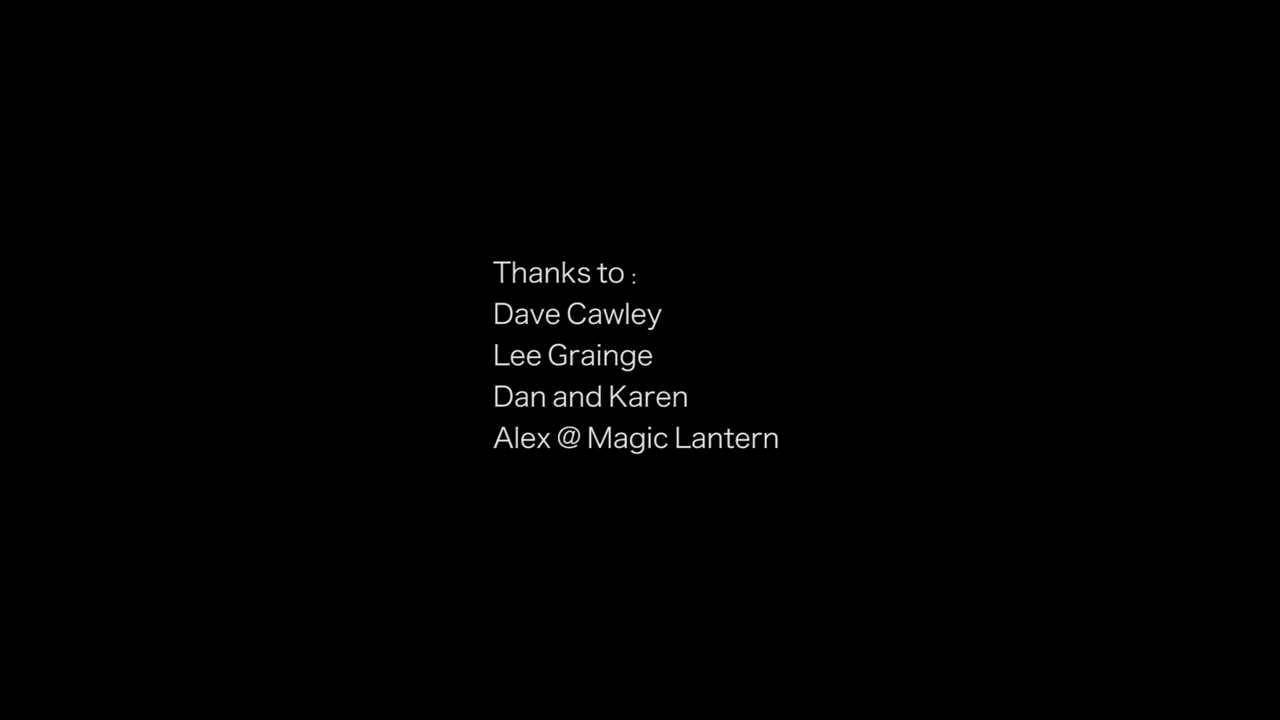 Thanks to :
Dave Cawley
Lee Grainge
Dan and Karen
Alex @ Magic Lantern